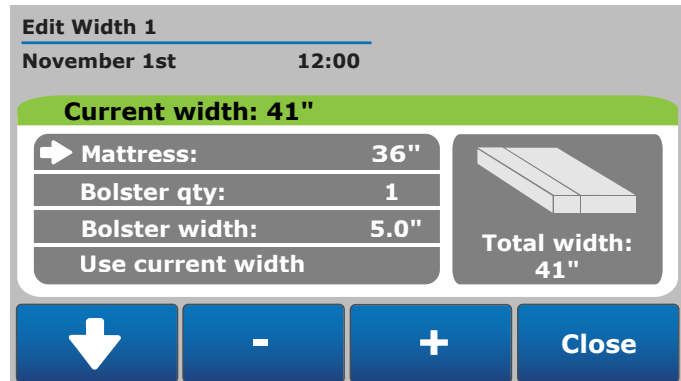 Edit Width 1
November 1st 12:00
Current width: 41"
Mattress: 36"
Bolster qty: 1
Bolster width: 5.0"
Use current width
Total width:
41"
- + Close